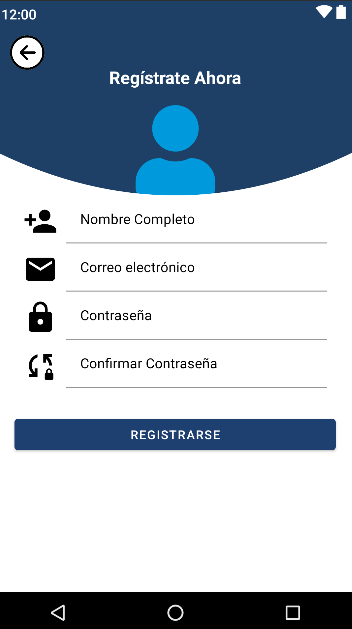 12:00
Regístrate Ahora
Nombre Completo
Correo electrónico
Contraseña
Confirmar Contraseña
REGISTRARSE